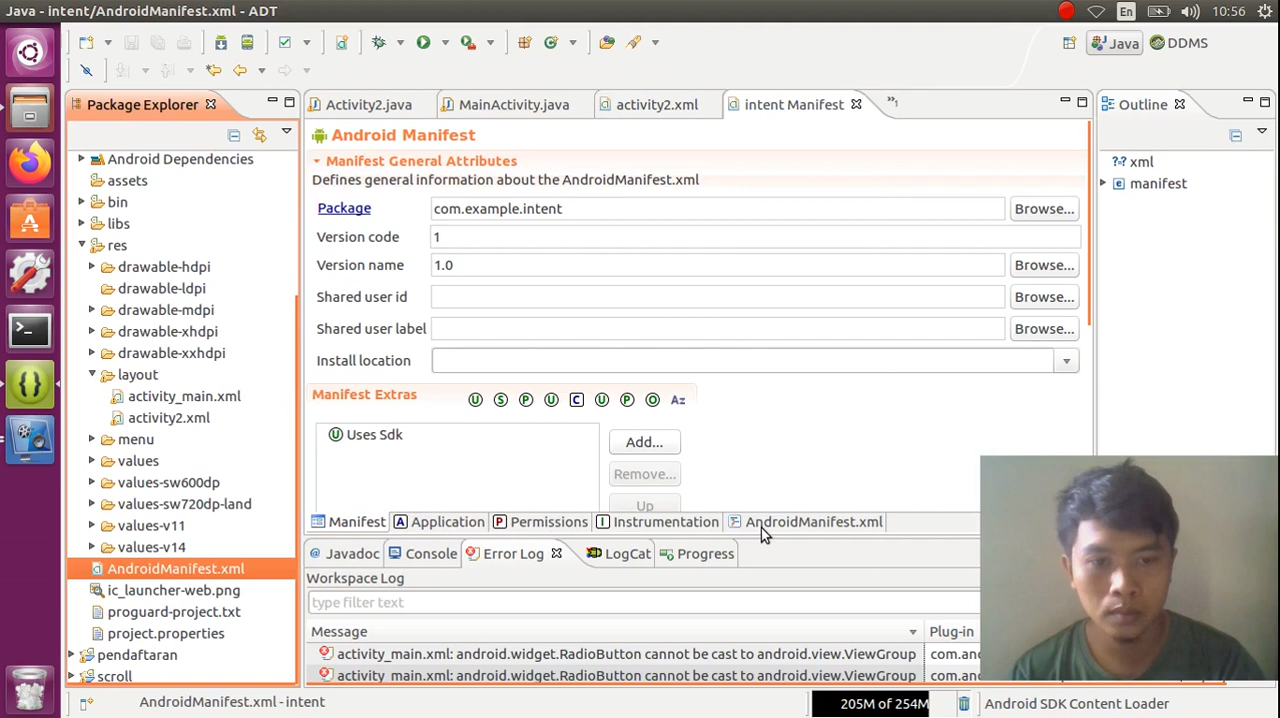 Java - intent/AndroidManifest.xml - ADT
En
10:56
Java
DDMS
Package Explorer
Activity2.java
MainActivity.java
activity2.xml
intent Manifest
»1
Outline
Android Dependencies
assets
bin
libs
res
drawable-hdpi
drawable-ldpi
drawable-mdpi
drawable-xhdpi
drawable-xxhdpi
layout
activity_main.xml
activity2.xml
menu
values
values-sw600dp
values-sw720dp-land
values-v11
values-v14
AndroidManifest.xml
ic_launcher-web.png
proguard-project.txt
project.properties
pendaftaran
scroll
Android Manifest
Manifest General Attributes
Defines general information about the AndroidManifest.xml
Package com.example.intent Browse...
Version code 1
Version name 1.0 Browse...
Shared user id Browse...
Shared user label Browse...
Install location
Manifest Extras U S P U C U P O Az
U Uses Sdk
Add...
Remove...
Up
Manifest A Application P Permissions I Instrumentation AndroidManifest.xml
@ Javadoc Console Error Log LogCat Progress
Workspace Log
type filter text
Message Plug-in
activity_main.xml: android.widget.RadioButton cannot be cast to android.view.ViewGroup com.an
activity_main.xml: android.widget.RadioButton cannot be cast to android.view.ViewGroup com.an
xml
manifest
AndroidManifest.xml - intent
205M of 254M
Android SDK Content Loader